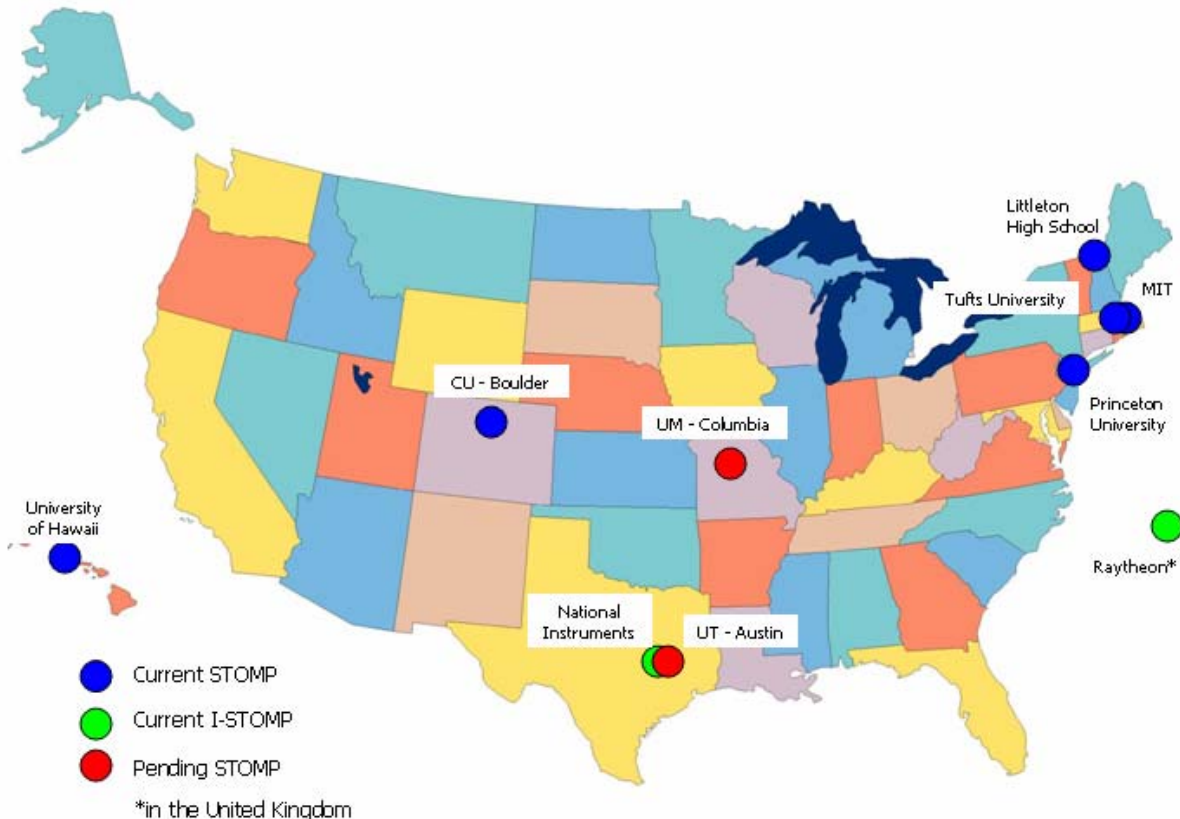 Littleton
High School
MIT
Tufts University
CU - Boulder
UM - Columbia
Princeton
University
University
of Hawaii
Raytheon*
National
Instruments
UT - Austin
Current STOMP
Current I-STOMP
Pending STOMP
*in the United Kingdom